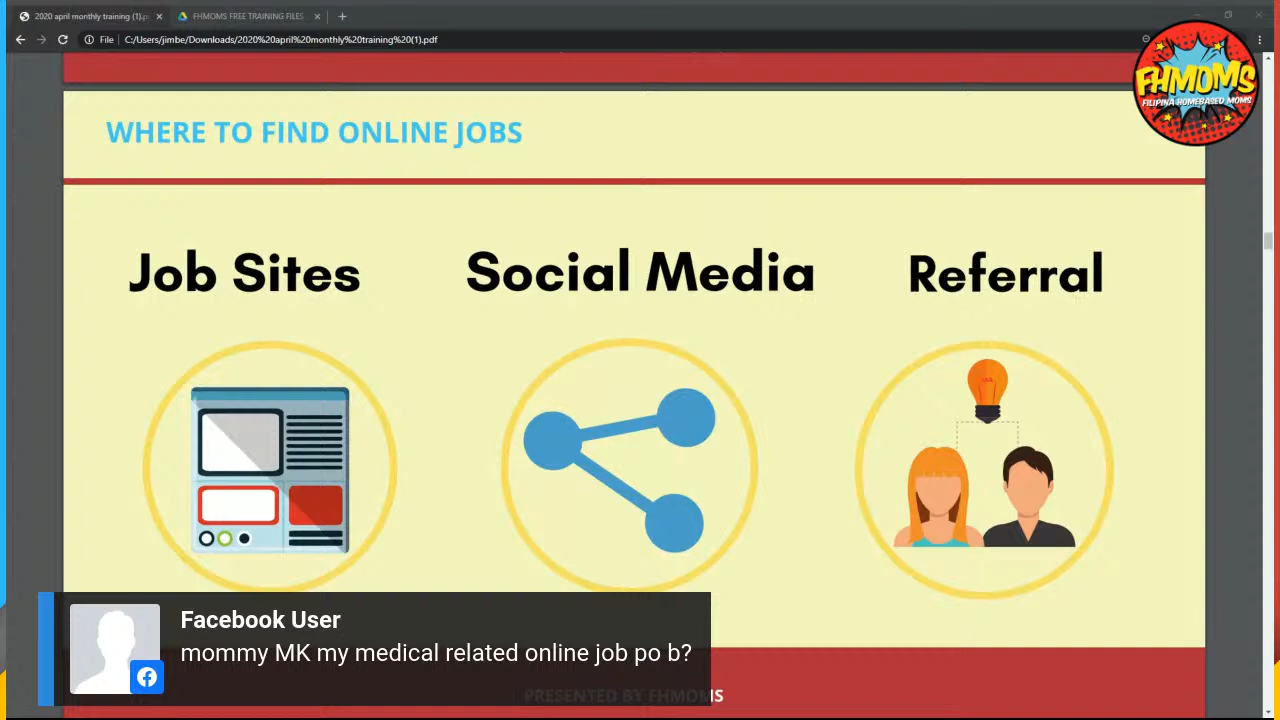 2020 april monthly training (1).p
FHMOMS FREE TRAINING FILES
File
C:/Users/jimbe/Downloads/2020%20april%20monthly%20training%20(1).pdf
FHMOMS
FILIPINA HOMEBASED MOMS
WHERE TO FIND ONLINE JOBS
Job Sites
Social Media
Referral
Facebook User
mommy MK my medical related online job po b?
PRESENTED BY FHMOMS